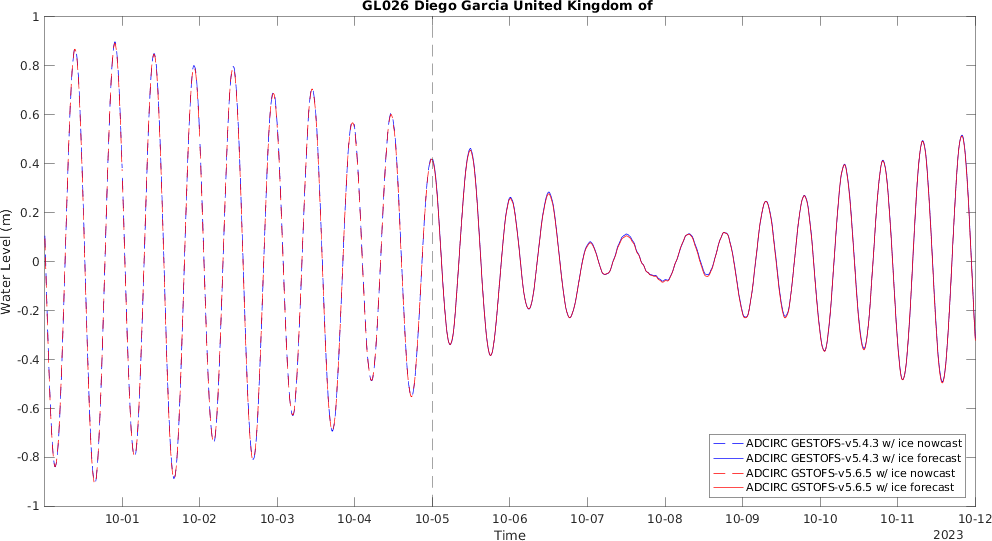 GL026 Diego Garcia United Kingdom of
1
0.8
0.6
0.4
0.2
0
-0.2
-0.4
-0.6
-0.8
-1
Water Level (m)
10-01 10-02 10-03 10-04 10-05 10-06 10-07 10-08 10-09 10-10 10-11 10-12
Time
2023
ADCIRC GESTOFS-v5.4.3 w/ ice nowcast
ADCIRC GESTOFS-v5.4.3 w/ ice forecast
ADCIRC GSTOFS-v5.6.5 w/ ice nowcast
ADCIRC GSTOFS-v5.6.5 w/ ice forecast